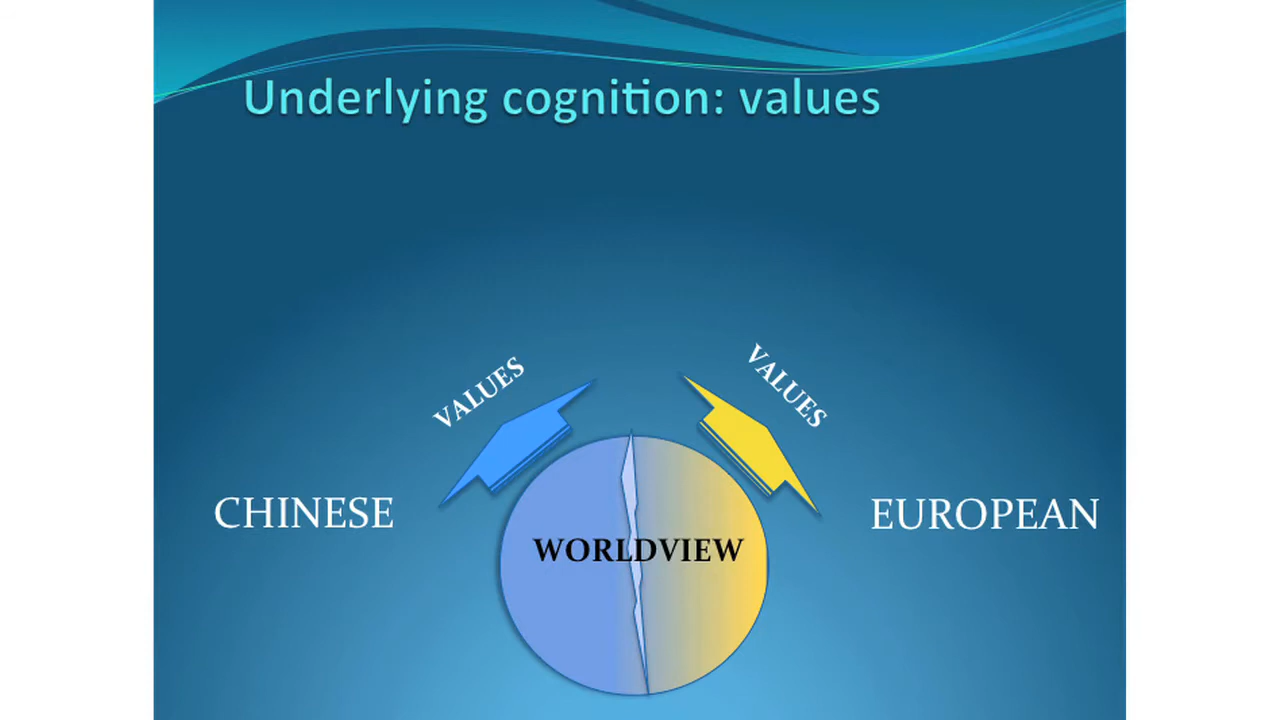 Underlying cognition: values
VALUES
VALUES
CHINESE
EUROPEAN
WORLDVIEW